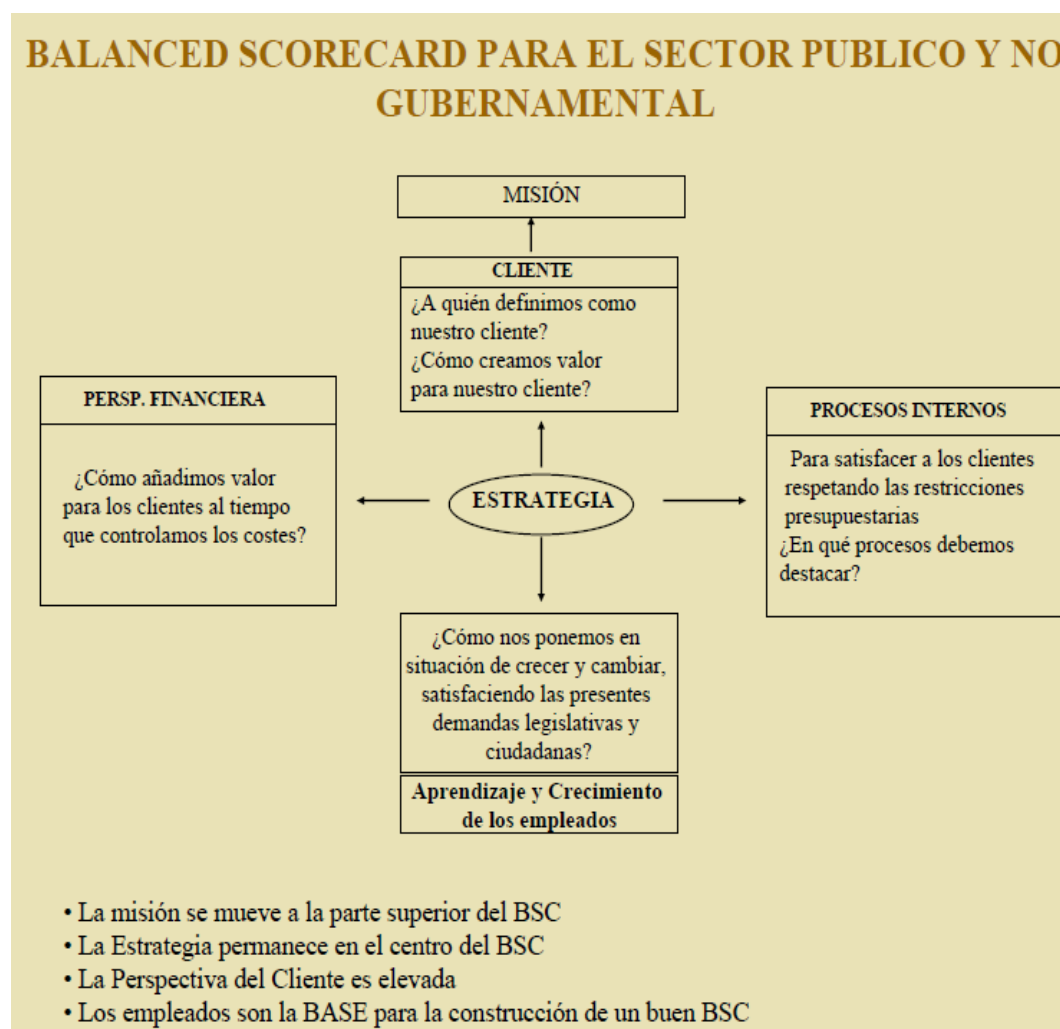 BALANCED SCORECARD PARA EL SECTOR PUBLICO Y NO
GUBERNAMENTAL
MISIÓN
CLIENTE
¿A quién definimos como
nuestro cliente?
¿Cómo creamos valor
para nuestro cliente?
PERSP. FINANCIERA
¿Cómo añadimos valor
para los clientes al tiempo
que controlamos los costes?
ESTRATEGIA
PROCESOS INTERNOS
Para satisfacer a los clientes
respetando las restricciones
presupuestarias
¿En qué procesos debemos
destacar?
¿Cómo nos ponemos en
situación de crecer y cambiar,
satisfaciendo las presentes
demandas legislativas y
ciudadanas?
Aprendizaje y Crecimiento
de los empleados
• La misión se mueve a la parte superior del BSC
• La Estrategia permanece en el centro del BSC
• La Perspectiva del Cliente es elevada
• Los empleados son la BASE para la construcción de un buen BSC